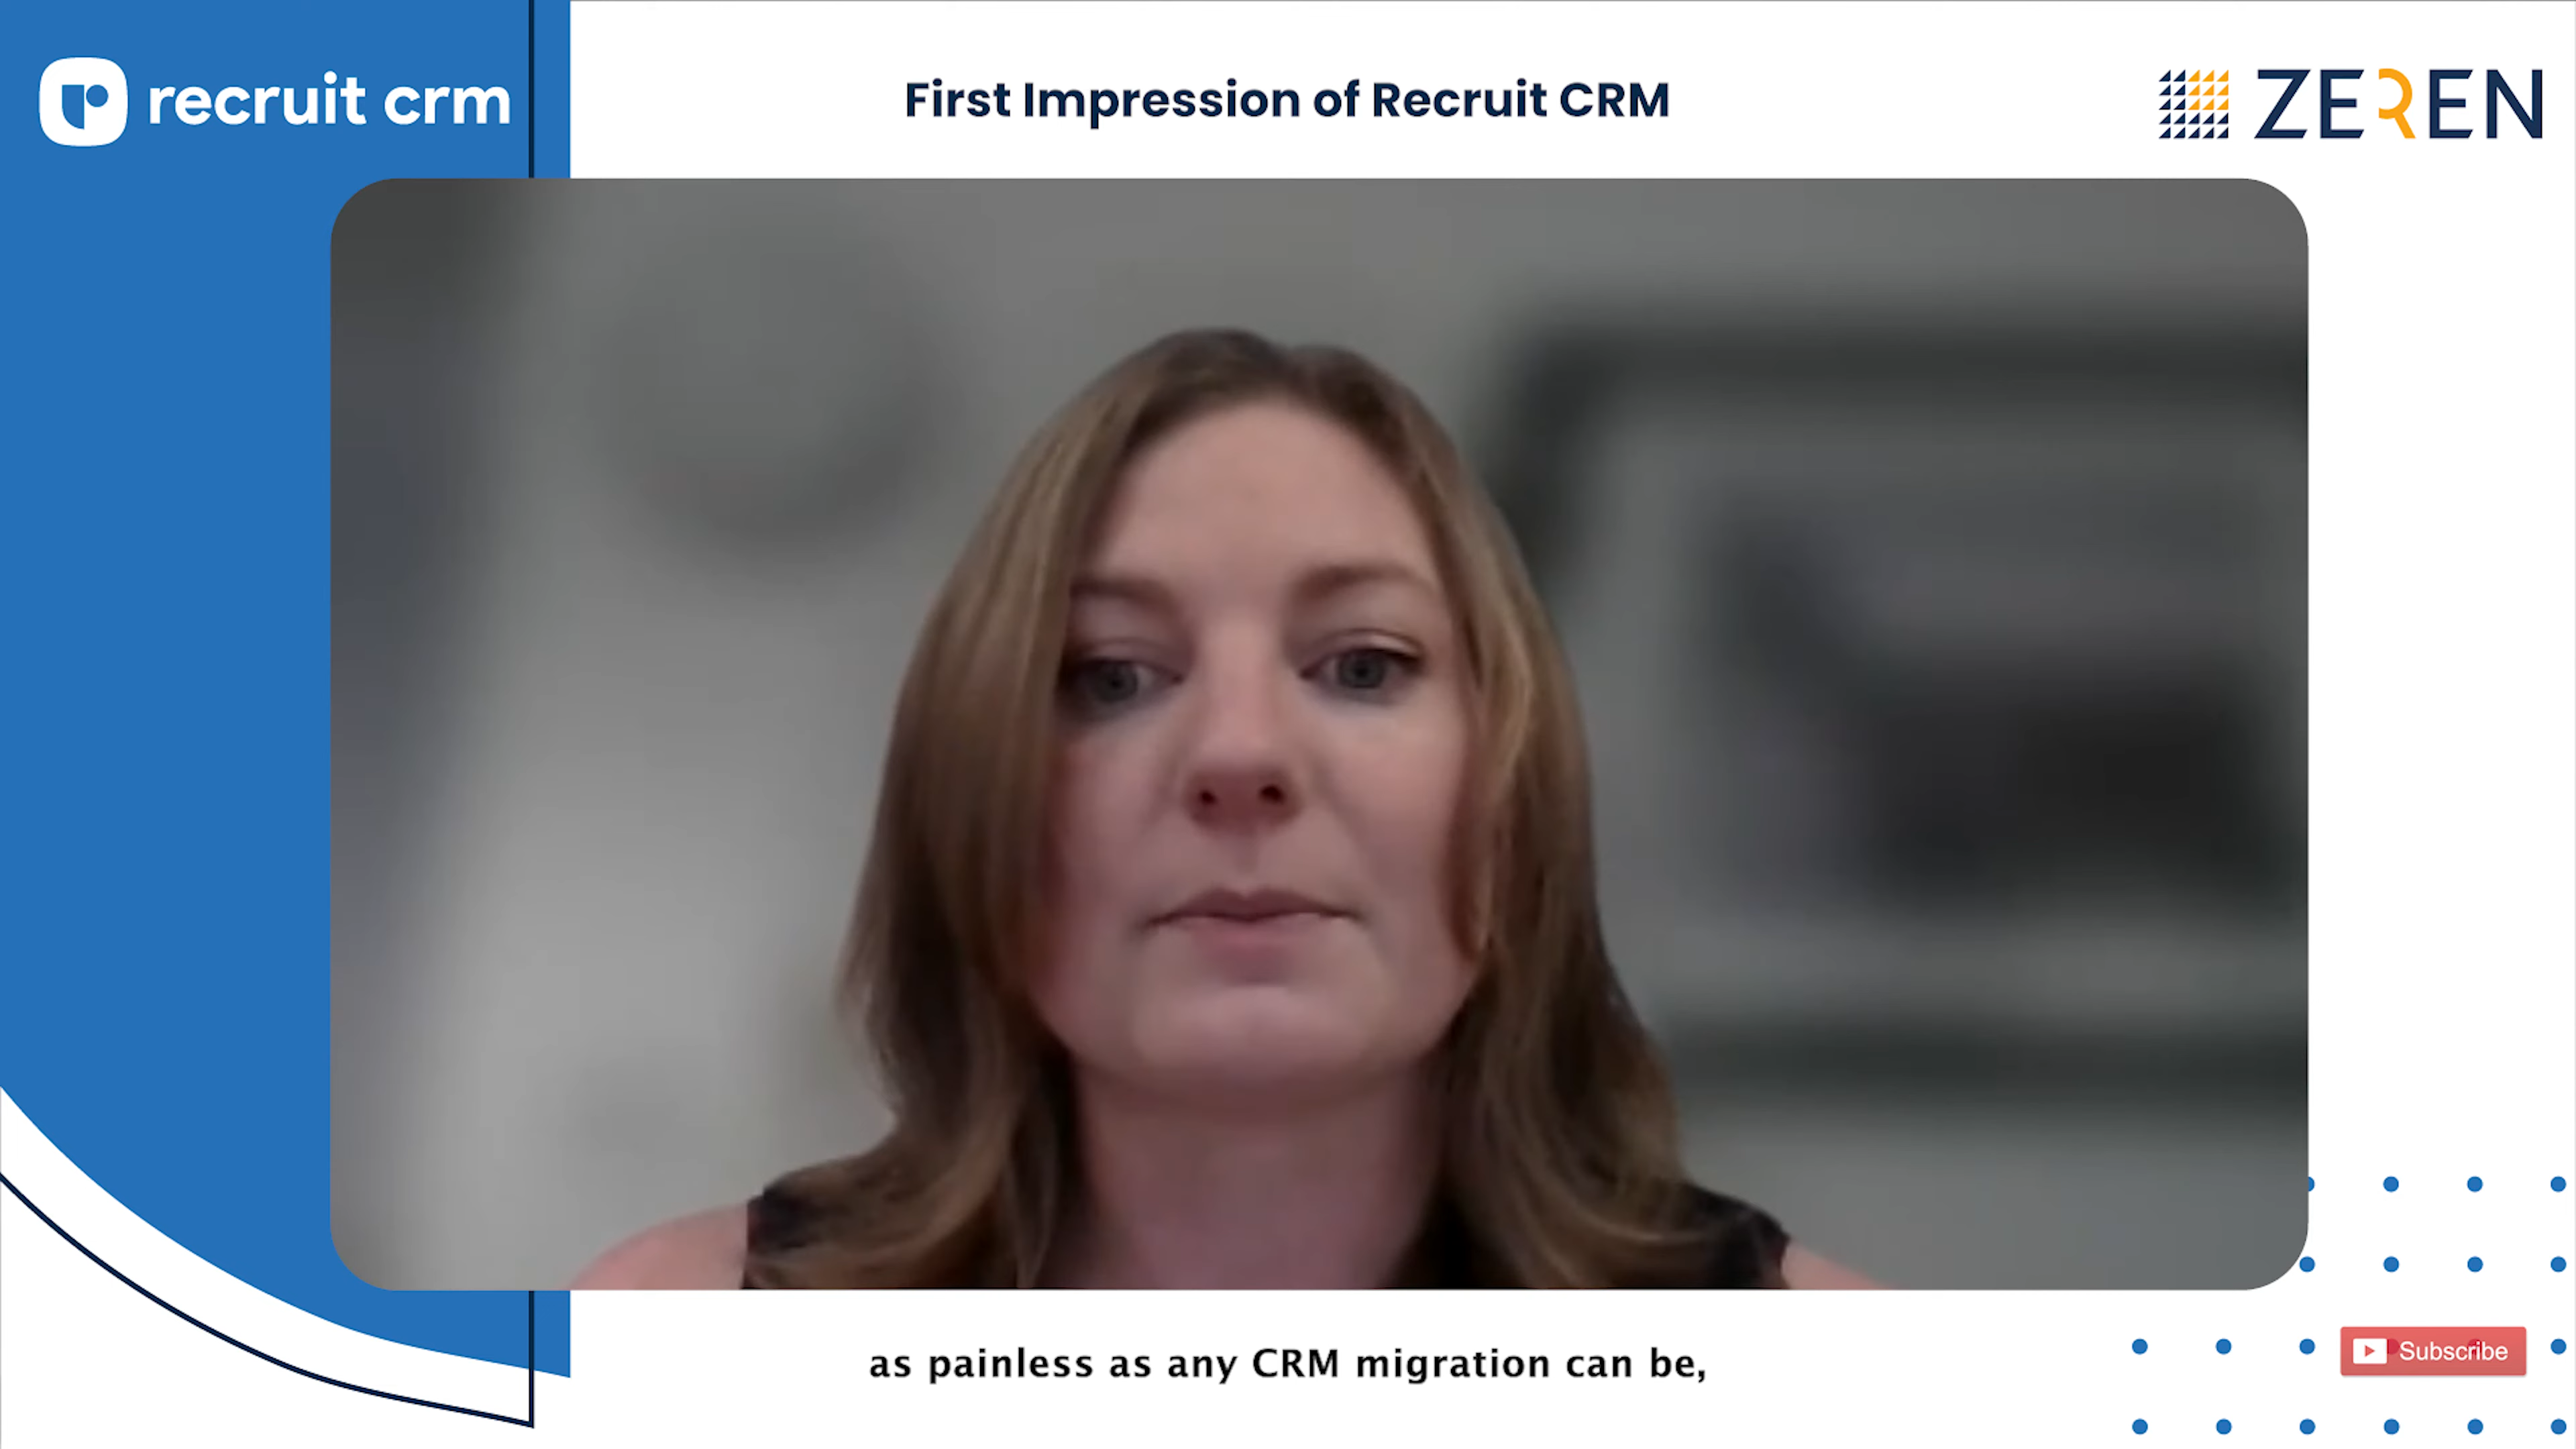 recruit crm
First Impression of Recruit CRM
ZEREN
as painless as any CRM migration can be,
Subscribe